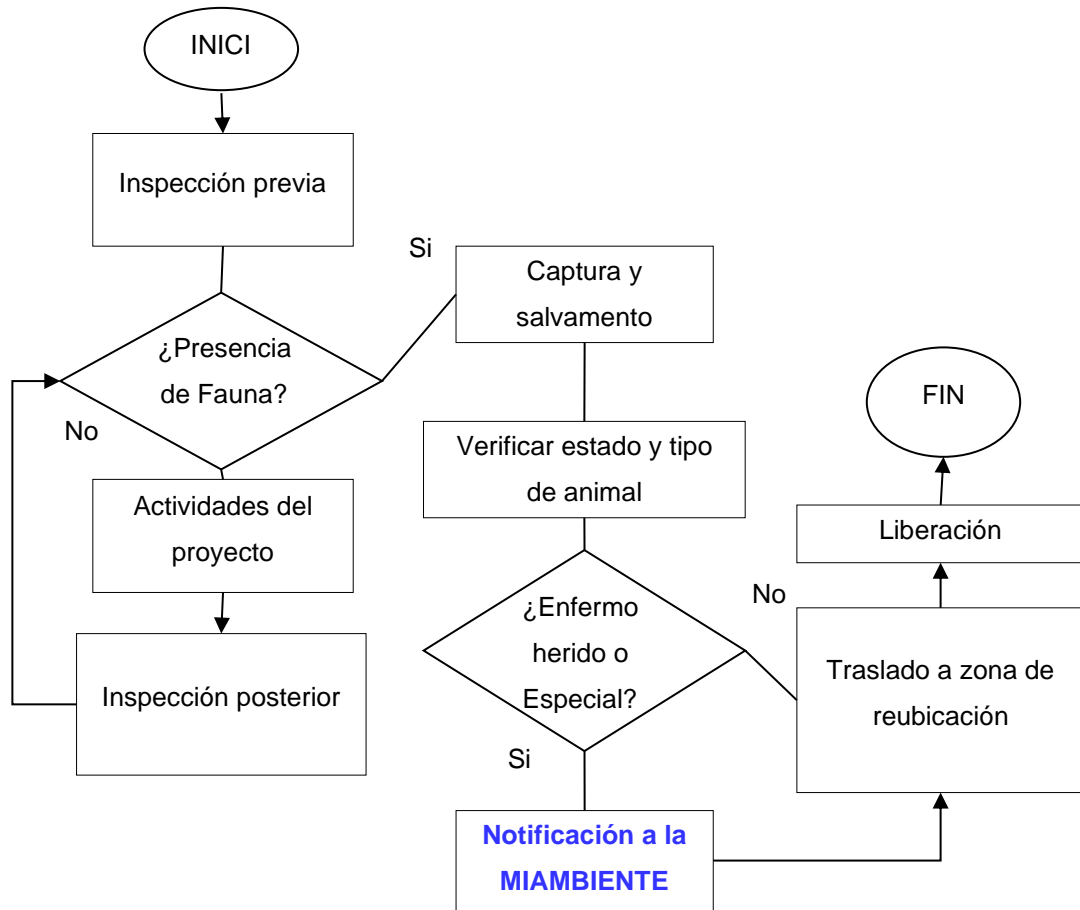 INICI
Inspección previa
Si
¿Presencia
de Fauna?
No
Actividades del
proyecto
Inspección posterior
Captura y
salvamento
Verificar estado y tipo
de animal
¿Enfermo
herido o
Especial?
No
Si
Notificación a la
MIAMBIENTE
Traslado a zona de
reubicación
Liberación
FIN